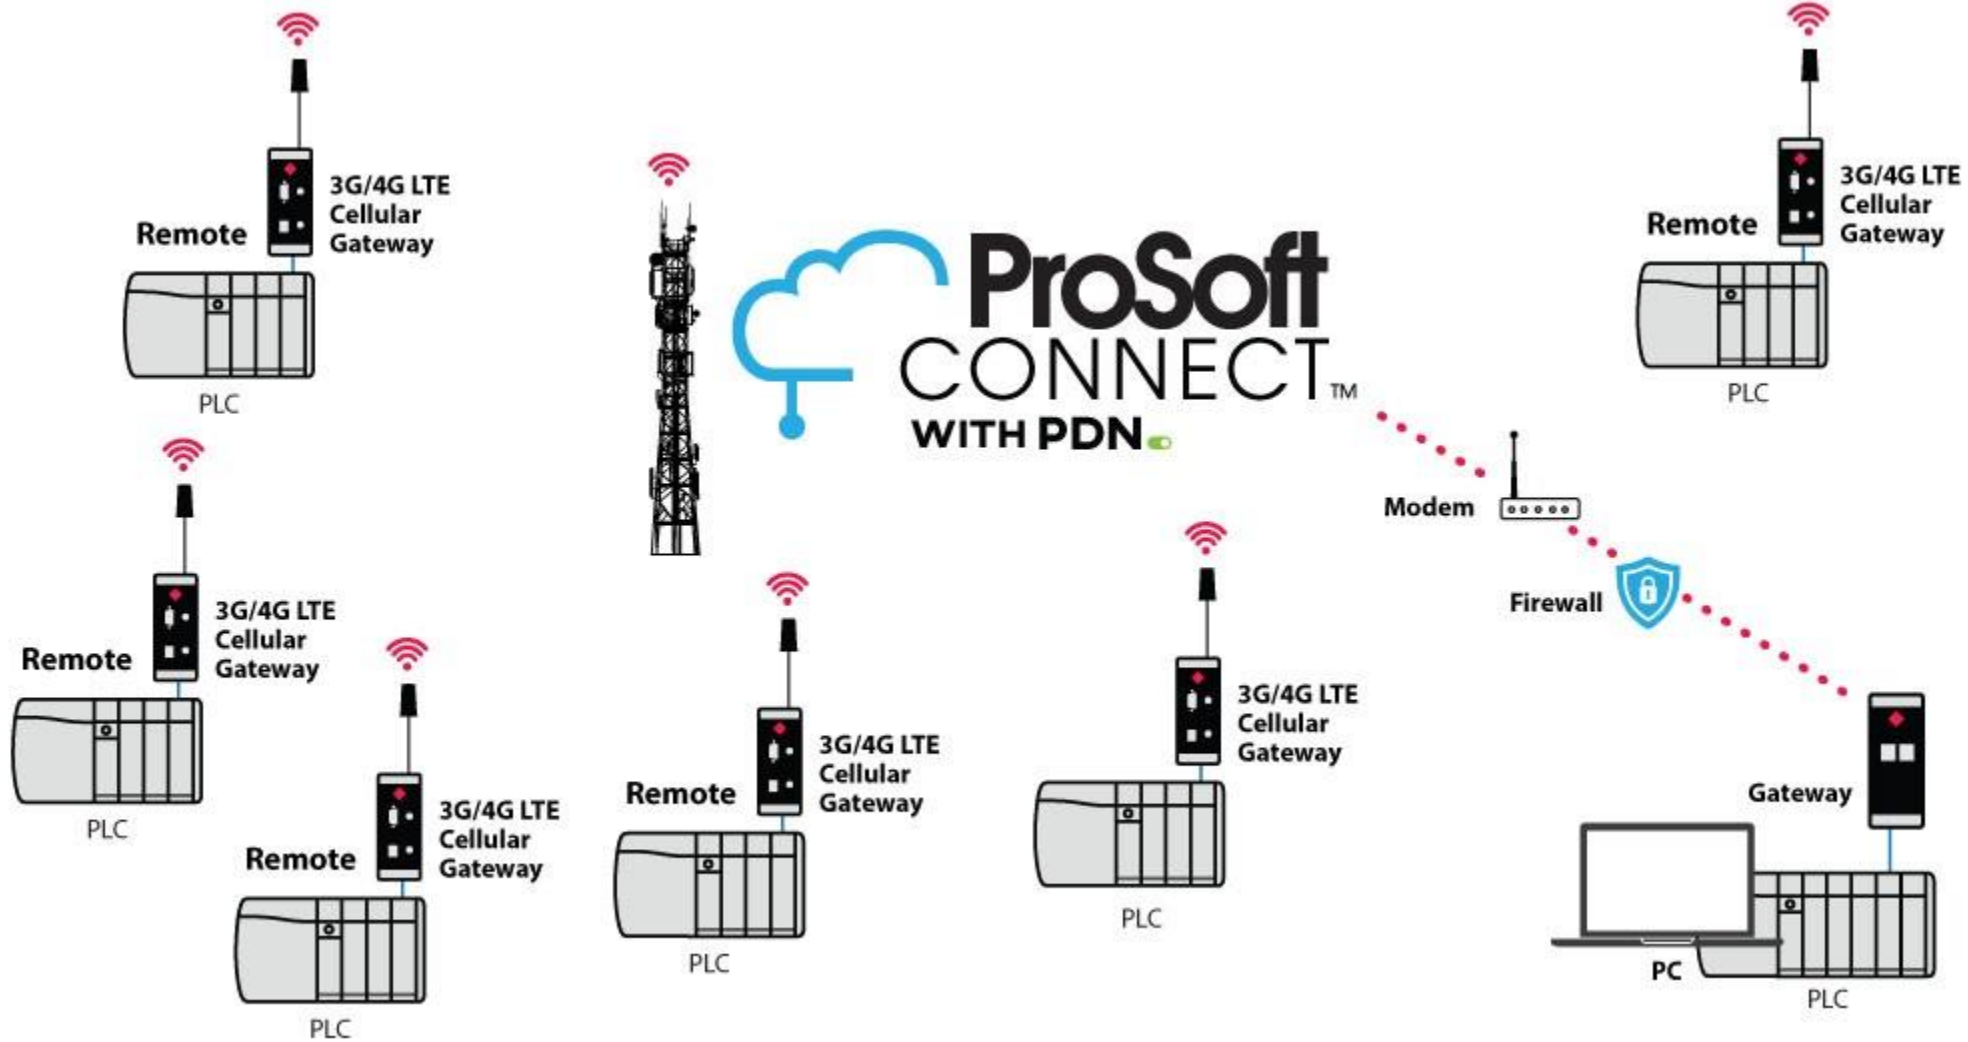 3G/4G LTE
Cellular
Gateway
Remote
PLC
3G/4G LTE
Cellular
Gateway
Remote
PLC
ProSoft
CONNECT™
WITH PDN
Modem
Firewall
3G/4G LTE
Cellular
Gateway
Remote
PLC
3G/4G LTE
Cellular
Gateway
Remote
PLC
3G/4G LTE
Cellular
Gateway
Remote
PLC
3G/4G LTE
Cellular
Gateway
PLC
Gateway
PC
PLC